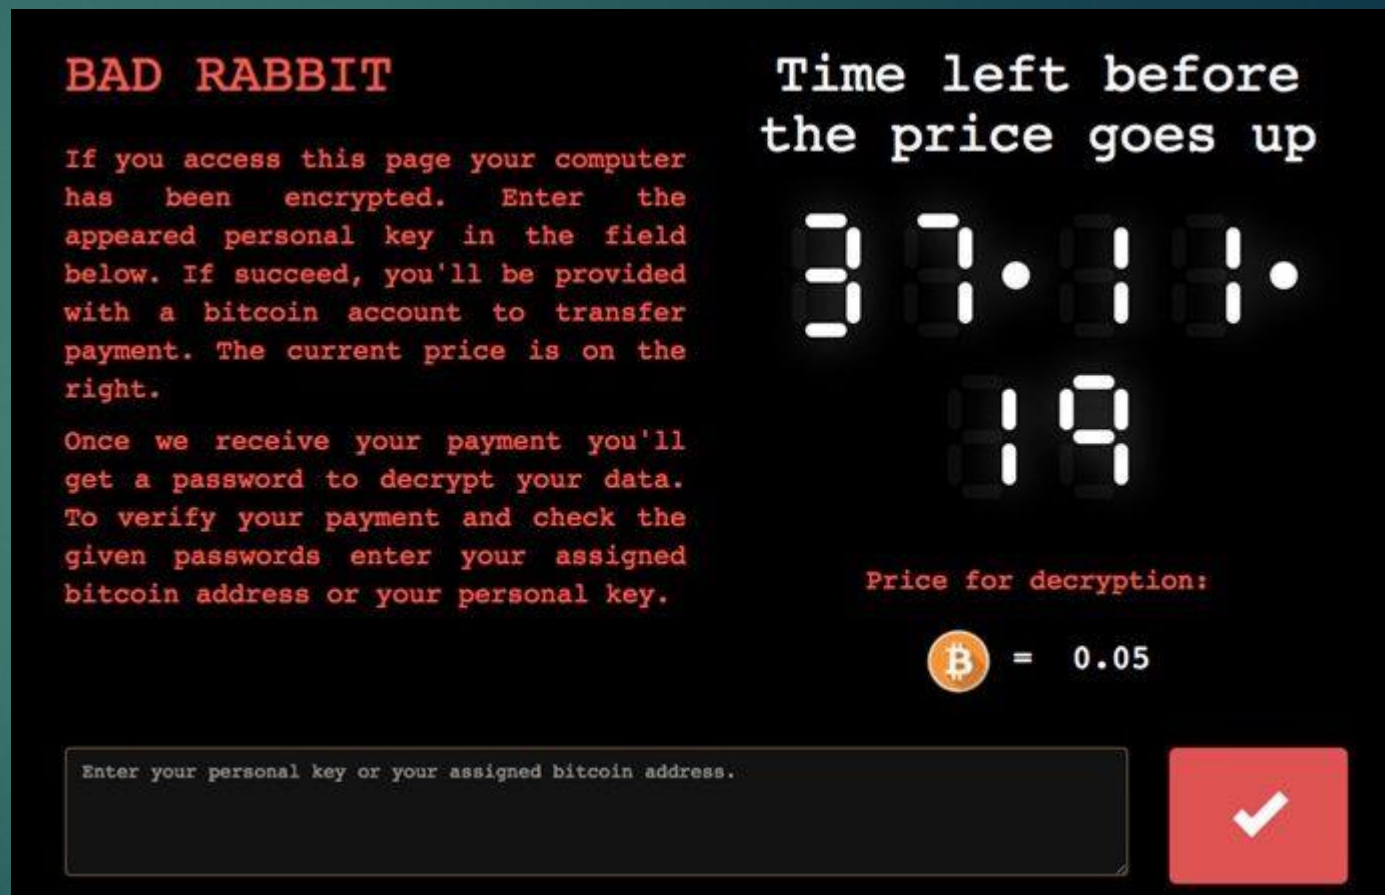 BAD RABBIT
If you access this page your computer
has been encrypted. Enter the
appeared personal key in the field
below. If succeed, you'll be provided
with a bitcoin account to transfer
payment. The current price is on the
right.
Once we receive your payment you'll
get a password to decrypt your data.
To verify your payment and check the
given passwords enter your assigned
bitcoin address or your personal key.
Time left before
the price goes up
37·11·
19
Price for decryption:
₿ = 0.05
Enter your personal key or your assigned bitcoin address.